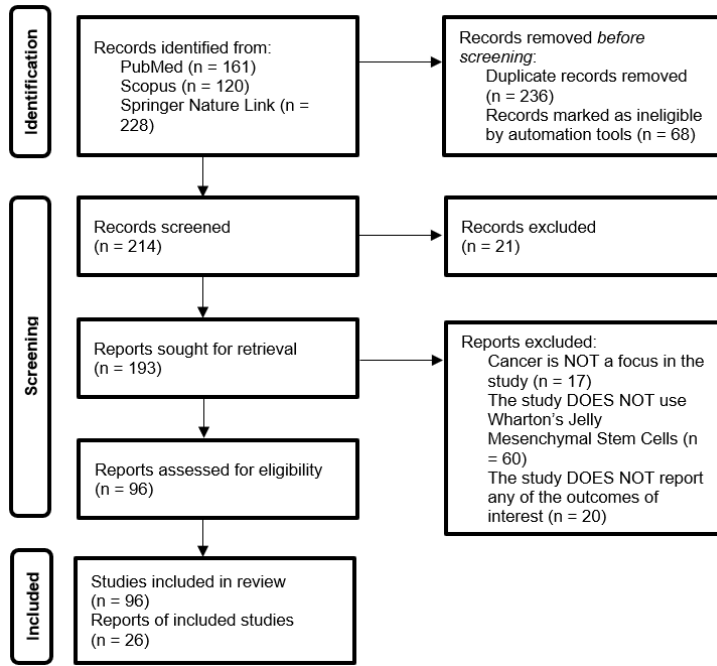 Identification
Records identified from:
PubMed (n = 161)
Scopus (n = 120)
Springer Nature Link (n =
228)
Records removed before
screening:
Duplicate records removed
(n = 236)
Records marked as ineligible
by automation tools (n = 68)
Screening
Records screened
(n = 214)
Records excluded
(n = 21)
Reports sought for retrieval
(n = 193)
Reports excluded:
Cancer is NOT a focus in the
study (n = 17)
The study DOES NOT use
Wharton's Jelly
Mesenchymal Stem Cells (n
= 60)
The study DOES NOT report
any of the outcomes of
interest (n = 20)
Reports assessed for eligibility
(n = 96)
Included
Studies included in review
(n = 96)
Reports of included studies
(n = 26)